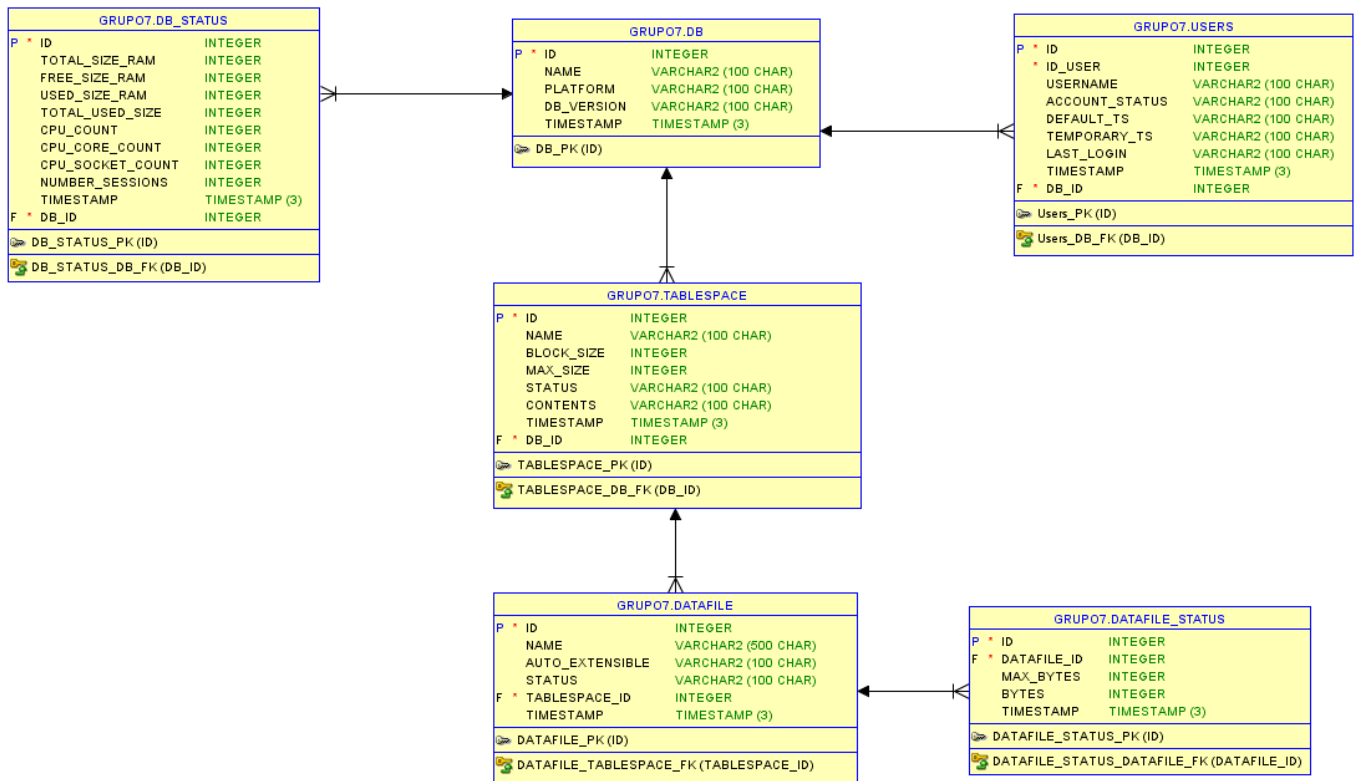 GRUPO7.DB_STATUS
P * ID INTEGER
TOTAL_SIZE_RAM INTEGER
FREE_SIZE_RAM INTEGER
USED_SIZE_RAM INTEGER
TOTAL_USED_SIZE INTEGER
CPU_COUNT INTEGER
CPU_CORE_COUNT INTEGER
CPU_SOCKET_COUNT INTEGER
NUMBER_SESSIONS INTEGER
TIMESTAMP TIMESTAMP (3)
F * DB_ID INTEGER
DB_STATUS_PK (ID)
DB_STATUS_DB_FK (DB_ID)
GRUPO7.DB
P * ID INTEGER
NAME VARCHAR2 (100 CHAR)
PLATFORM VARCHAR2 (100 CHAR)
DB_VERSION VARCHAR2 (100 CHAR)
TIMESTAMP TIMESTAMP (3)
DB_PK (ID)
GRUPO7.USERS
P * ID INTEGER
* ID_USER INTEGER
USERNAME VARCHAR2 (100 CHAR)
ACCOUNT_STATUS VARCHAR2 (100 CHAR)
DEFAULT_TS VARCHAR2 (100 CHAR)
TEMPORARY_TS VARCHAR2 (100 CHAR)
LAST_LOGIN VARCHAR2 (100 CHAR)
TIMESTAMP TIMESTAMP (3)
F * DB_ID INTEGER
Users_PK (ID)
Users_DB_FK (DB_ID)
GRUPO7.TABLESPACE
P * ID INTEGER
NAME VARCHAR2 (100 CHAR)
BLOCK_SIZE INTEGER
MAX_SIZE INTEGER
STATUS VARCHAR2 (100 CHAR)
CONTENTS VARCHAR2 (100 CHAR)
TIMESTAMP TIMESTAMP (3)
F * DB_ID INTEGER
TABLESPACE_PK (ID)
TABLESPACE_DB_FK (DB_ID)
GRUPO7.DATAFILE
P * ID INTEGER
NAME VARCHAR2 (500 CHAR)
AUTO_EXTENSIBLE VARCHAR2 (100 CHAR)
STATUS VARCHAR2 (100 CHAR)
F * TABLESPACE_ID INTEGER
TIMESTAMP TIMESTAMP (3)
DATAFILE_PK (ID)
DATAFILE_TABLESPACE_FK (TABLESPACE_ID)
GRUPO7.DATAFILE_STATUS
P * ID INTEGER
F * DATAFILE_ID INTEGER
MAX_BYTES INTEGER
BYTES INTEGER
TIMESTAMP TIMESTAMP (3)
DATAFILE_STATUS_PK (ID)
DATAFILE_STATUS_DATAFILE_FK (DATAFILE_ID)